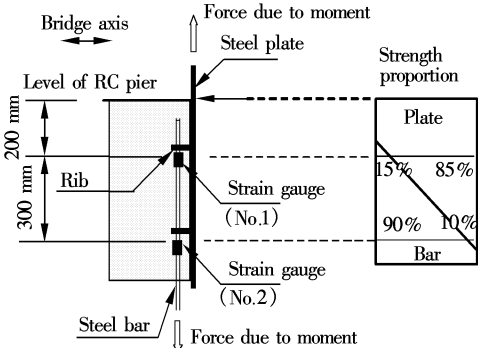 Force due to moment
Bridge axis
Steel plate
Strength
proportion
Level of RC pier
200 mm
Plate
Rib
15% 85%
Strain gauge
(No.1)
300 mm
90% 10%
Bar
Strain gauge
(No.2)
Steel bar
Force due to moment